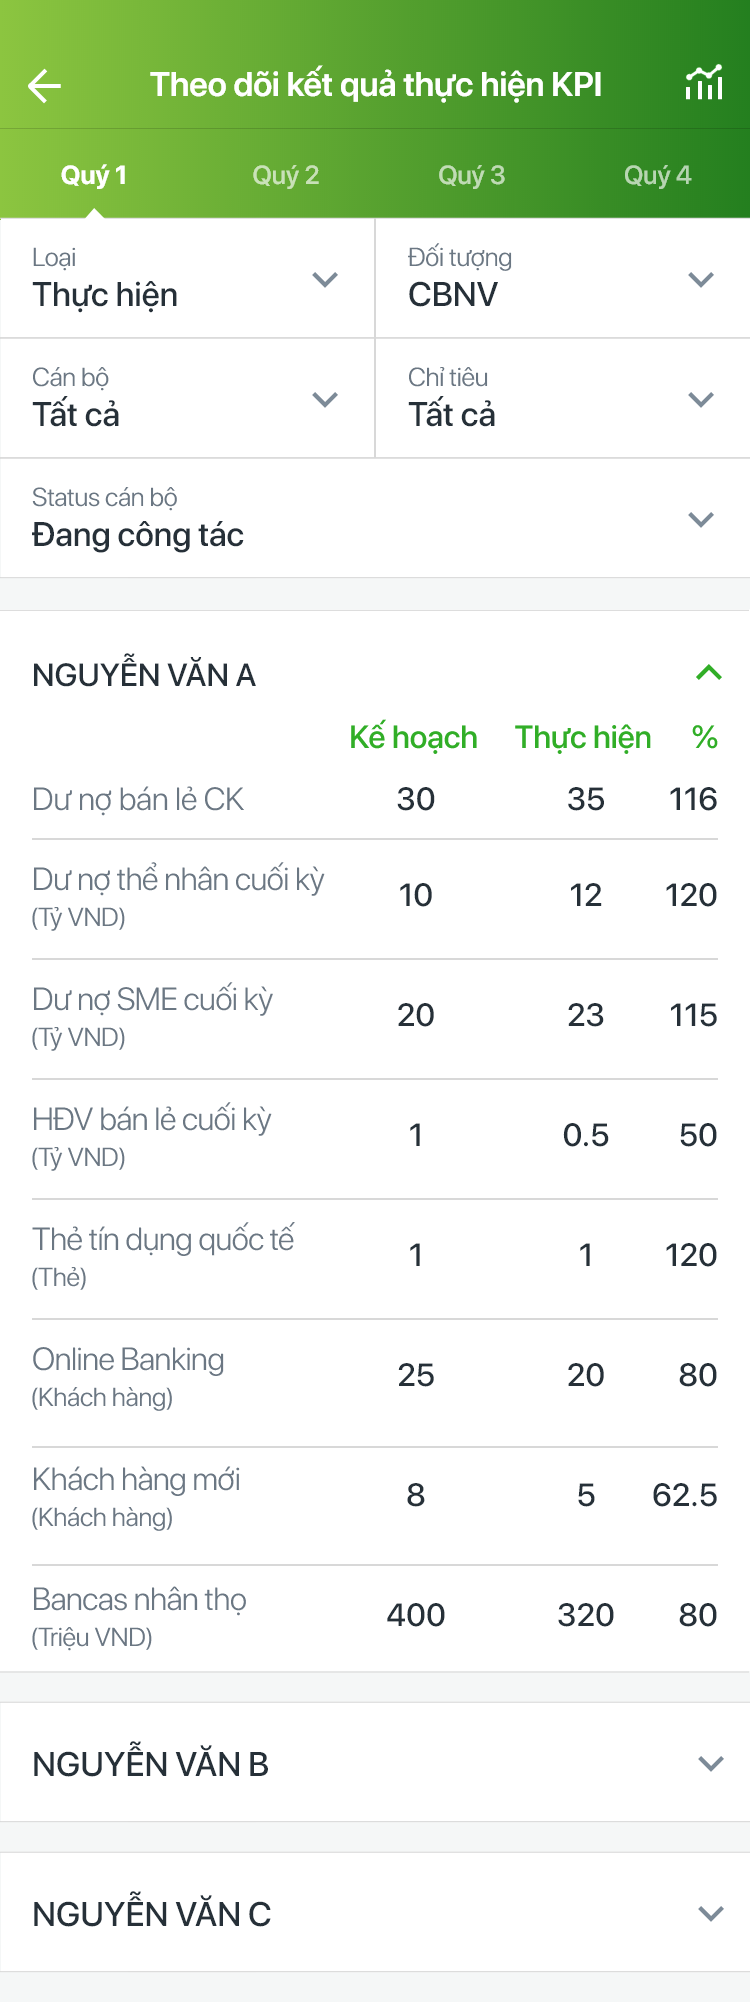 Theo dõi kết quả thực hiện KPI
Quý 1 Quý 2 Quý 3 Quý 4
Loại
Thực hiện
Đối tượng
CBNV
Cán bộ
Tất cả
Chỉ tiêu
Tất cả
Status cán bộ
Đang công tác
NGUYỄN VĂN A
Kế hoạch Thực hiện %
Dư nợ bán lẻ CK 30 35 116
Dư nợ thể nhân cuối kỳ 10 12 120
(Tỷ VND)
Dư nợ SME cuối kỳ 20 23 115
(Tỷ VND)
HĐV bán lẻ cuối kỳ 1 0.5 50
(Tỷ VND)
Thẻ tín dụng quốc tế 1 1 120
(Thẻ)
Online Banking 25 20 80
(Khách hàng)
Khách hàng mới 8 5 62.5
(Khách hàng)
Bancas nhân thọ 400 320 80
(Triệu VND)
NGUYỄN VĂN B
NGUYỄN VĂN C